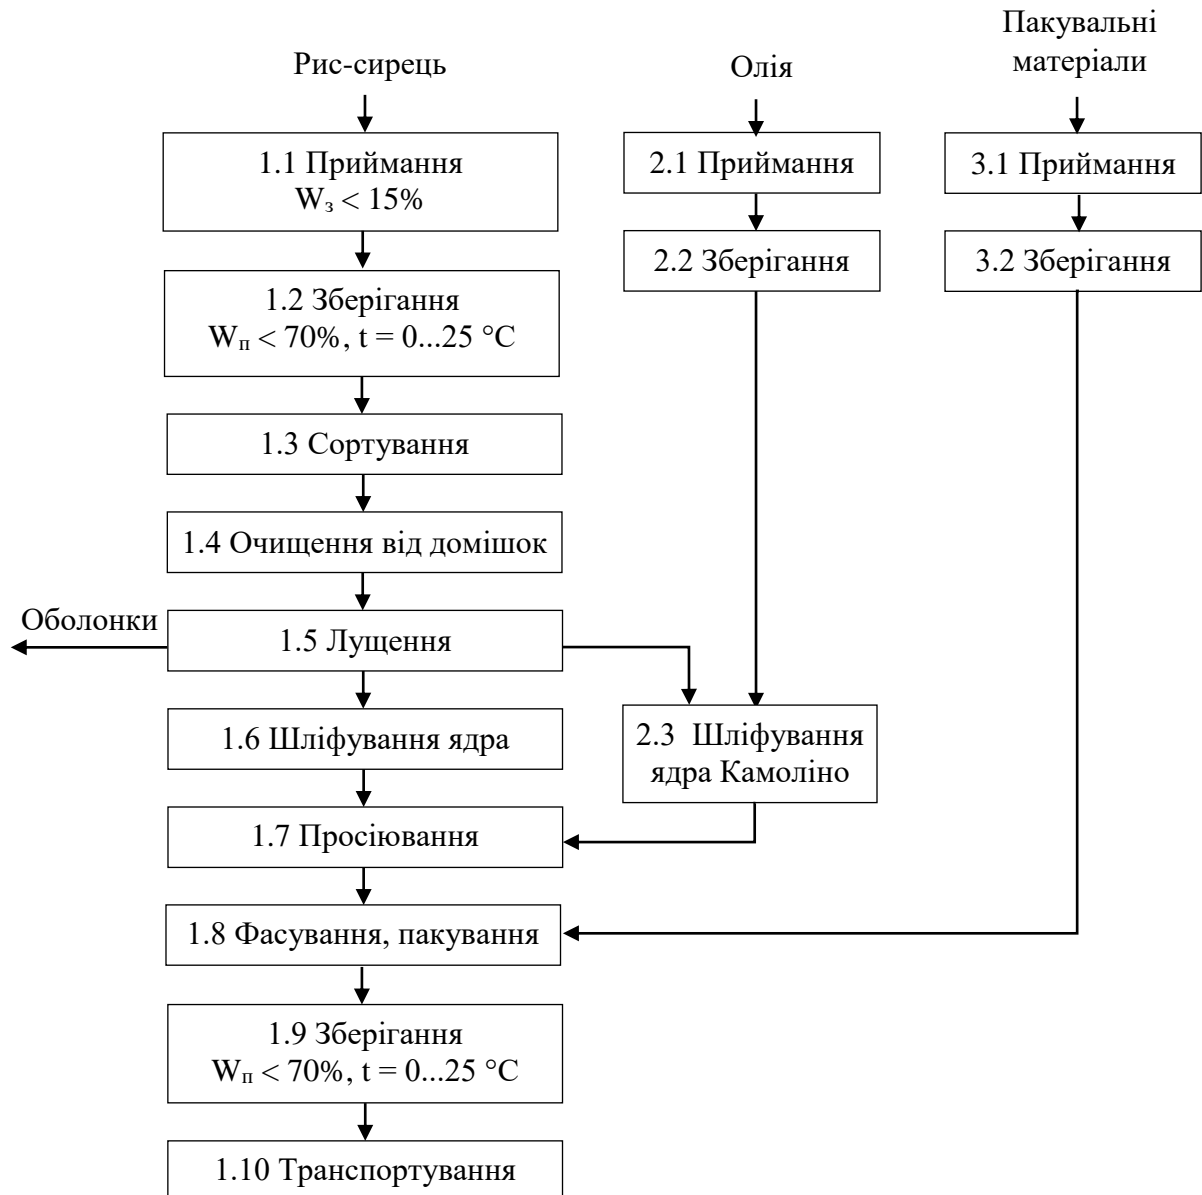 Пакувальні
матеріали
Рис-сирець
Олія
1.1 Приймання
Wз < 15%
2.1 Приймання
3.1 Приймання
2.2 Зберігання
3.2 Зберігання
1.2 Зберігання
Wп < 70%, t = 0...25 °С
1.3 Сортування
1.4 Очищення від домішок
Оболонки
1.5 Лущення
1.6 Шліфування ядра
2.3 Шліфування
ядра Камоліно
1.7 Просіювання
1.8 Фасування, пакування
1.9 Зберігання
Wп < 70%, t = 0...25 °С
1.10 Транспортування